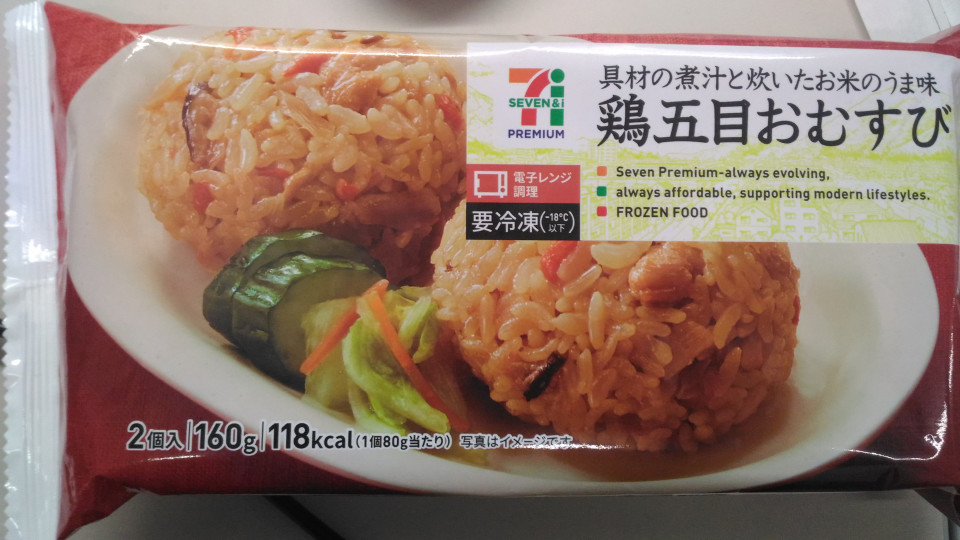 具材の煮汁と炊いたお米のうま味
鶏五目おむすび
7i
SEVEN&i
PREMIUM
Seven Premium-always evolving,
always affordable, supporting modern lifestyles.
FROZEN FOOD
電子レンジ
調理
要冷凍(-18℃以下)
2個入/160g/118kcal(1個80g当たり) 写真はイメージです